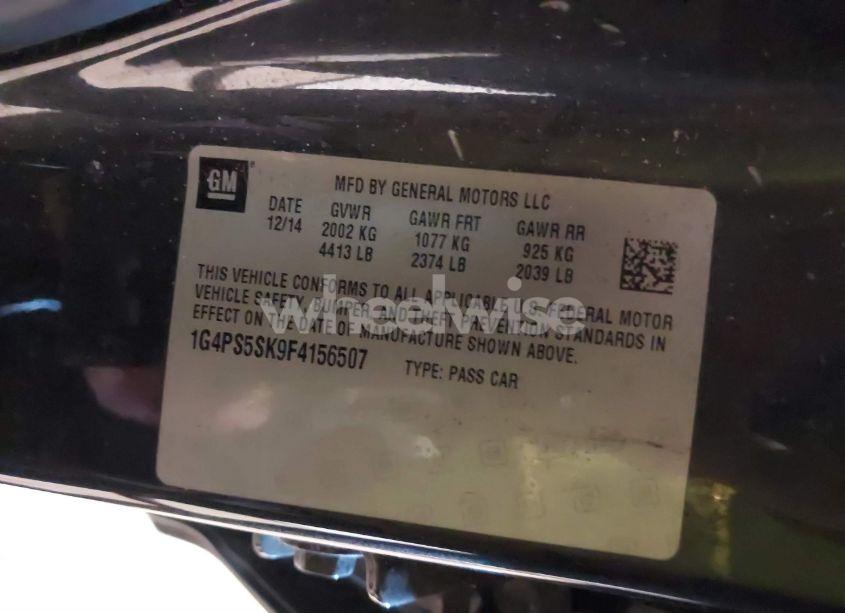 GM®
MFD BY GENERAL MOTORS LLC
DATE GVWR GAWR FRT GAWR RR
12/14 2002 KG 1077 KG 925 KG
4413 LB 2374 LB 2039 LB
THIS VEHICLE CONFORMS TO ALL APPLICABLE U.S. FEDERAL MOTOR
VEHICLE SAFETY, BUMPER, AND THEFT PREVENTION STANDARDS IN
EFFECT ON THE DATE OF MANUFACTURE SHOWN ABOVE.
1G4PS5SK9F4156507 TYPE: PASS CAR
wheelwise